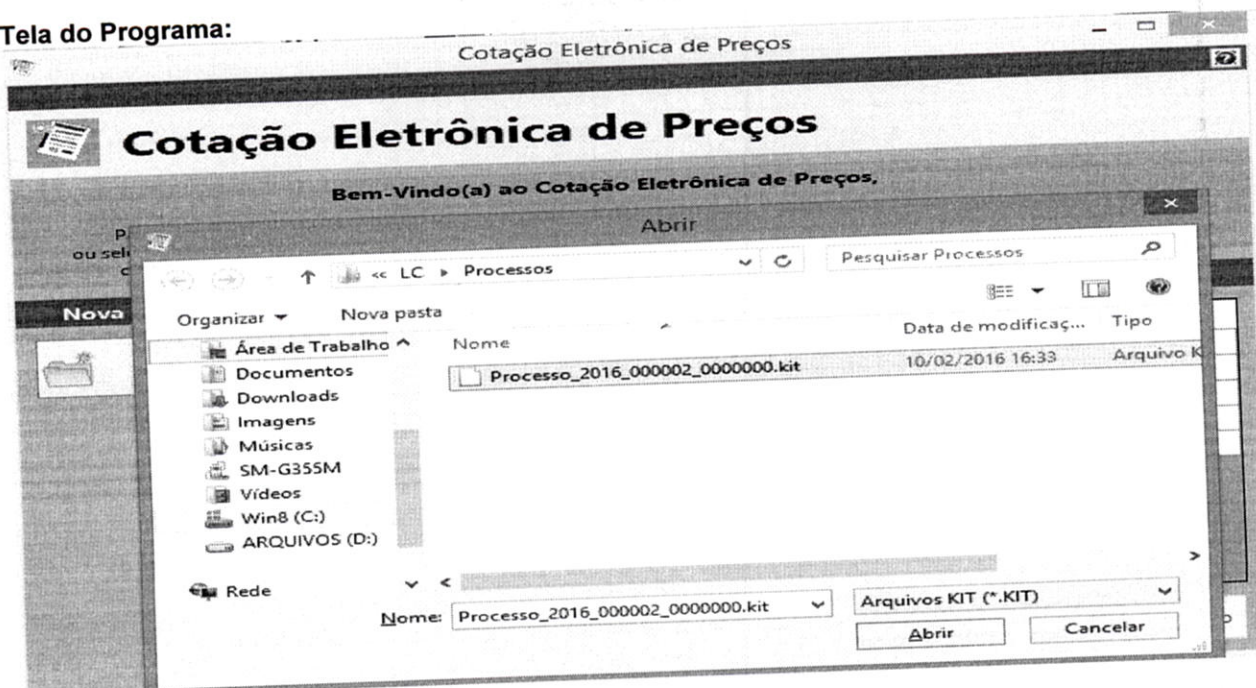 Tela do Programa:
Cotação Eletrônica de Preços
Cotação Eletrônica de Preços
Bem-Vindo(a) ao Cotação Eletrônica de Preços,
P
ou sel
c
Abrir
« LC Processos
Pesquisar Processos
Nova
Organizar
Nova pasta
Nome
Data de modificaç...
Tipo
Área de Trabalho
Documentos
Downloads
Imagens
Músicas
SM-G355M
Vídeos
Win8 (C:)
ARQUIVOS (D:)
Rede
Processo_2016_000002_0000000.kit
10/02/2016 16:33
Arquivo K
Nome: Processo_2016_000002_0000000.kit
Arquivos KIT (*.KIT)
Abrir
Cancelar